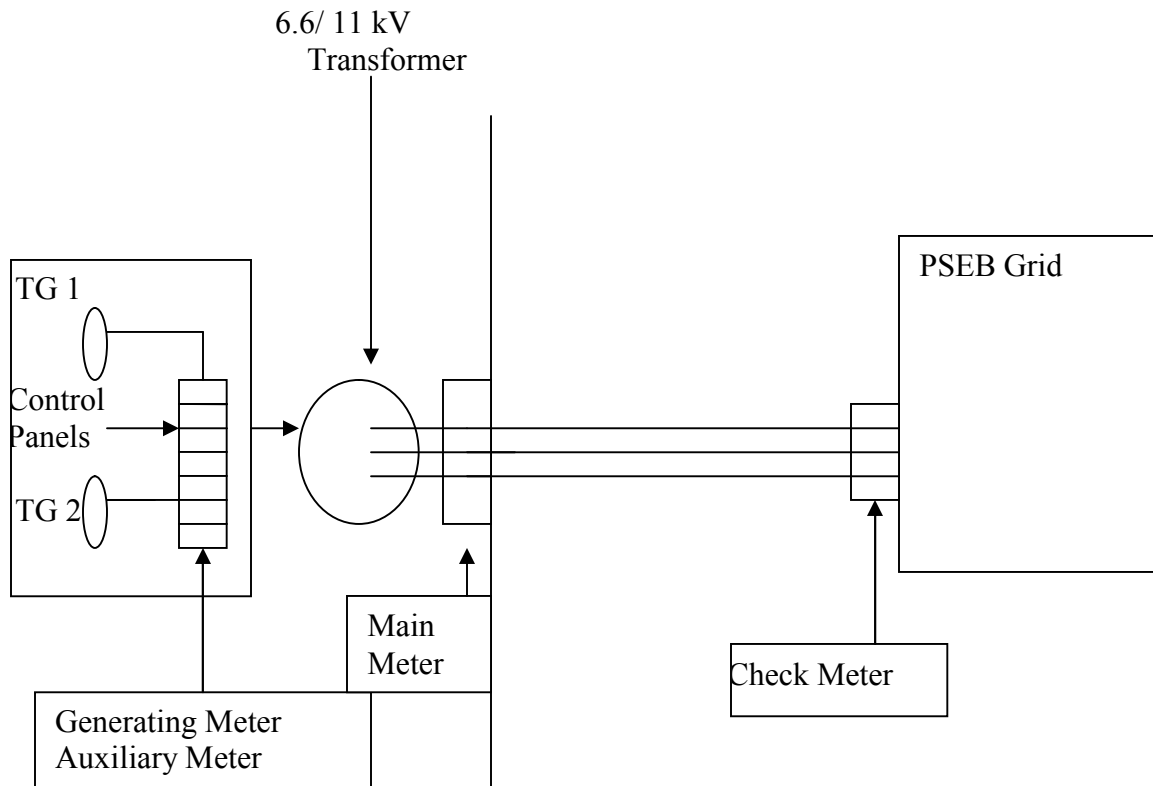 6.6/ 11 kV
Transformer
PSEB Grid
TG 1
Control
Panels
TG 2
Main
Meter
Check Meter
Generating Meter
Auxiliary Meter